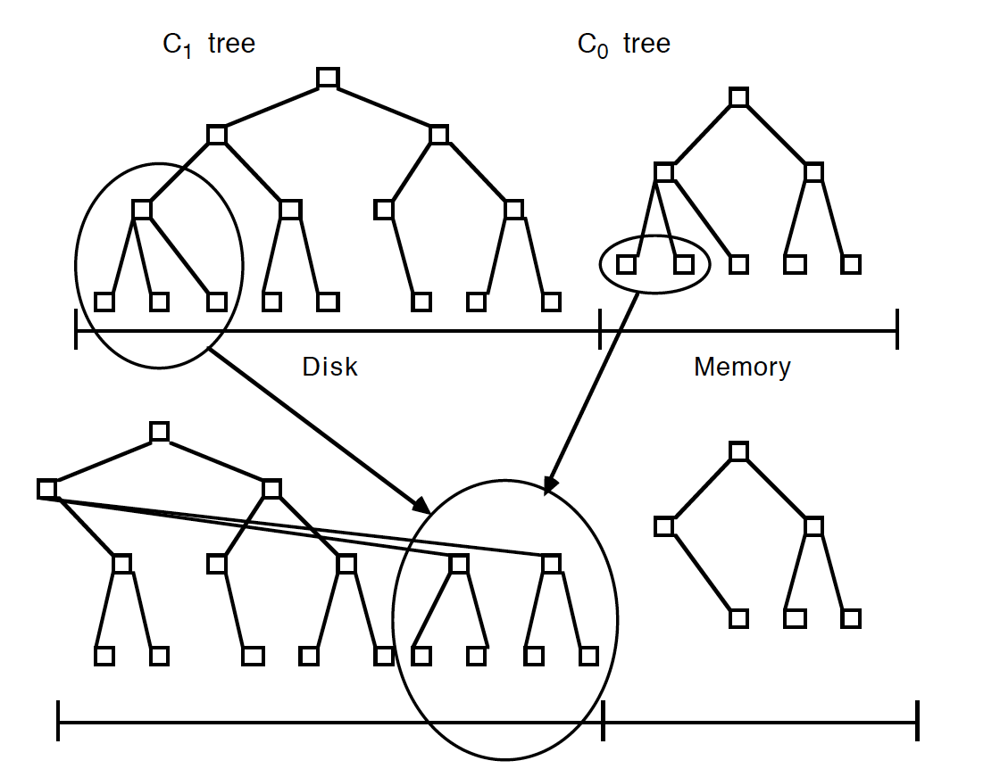 C₁ tree
C₀ tree
Disk
Memory